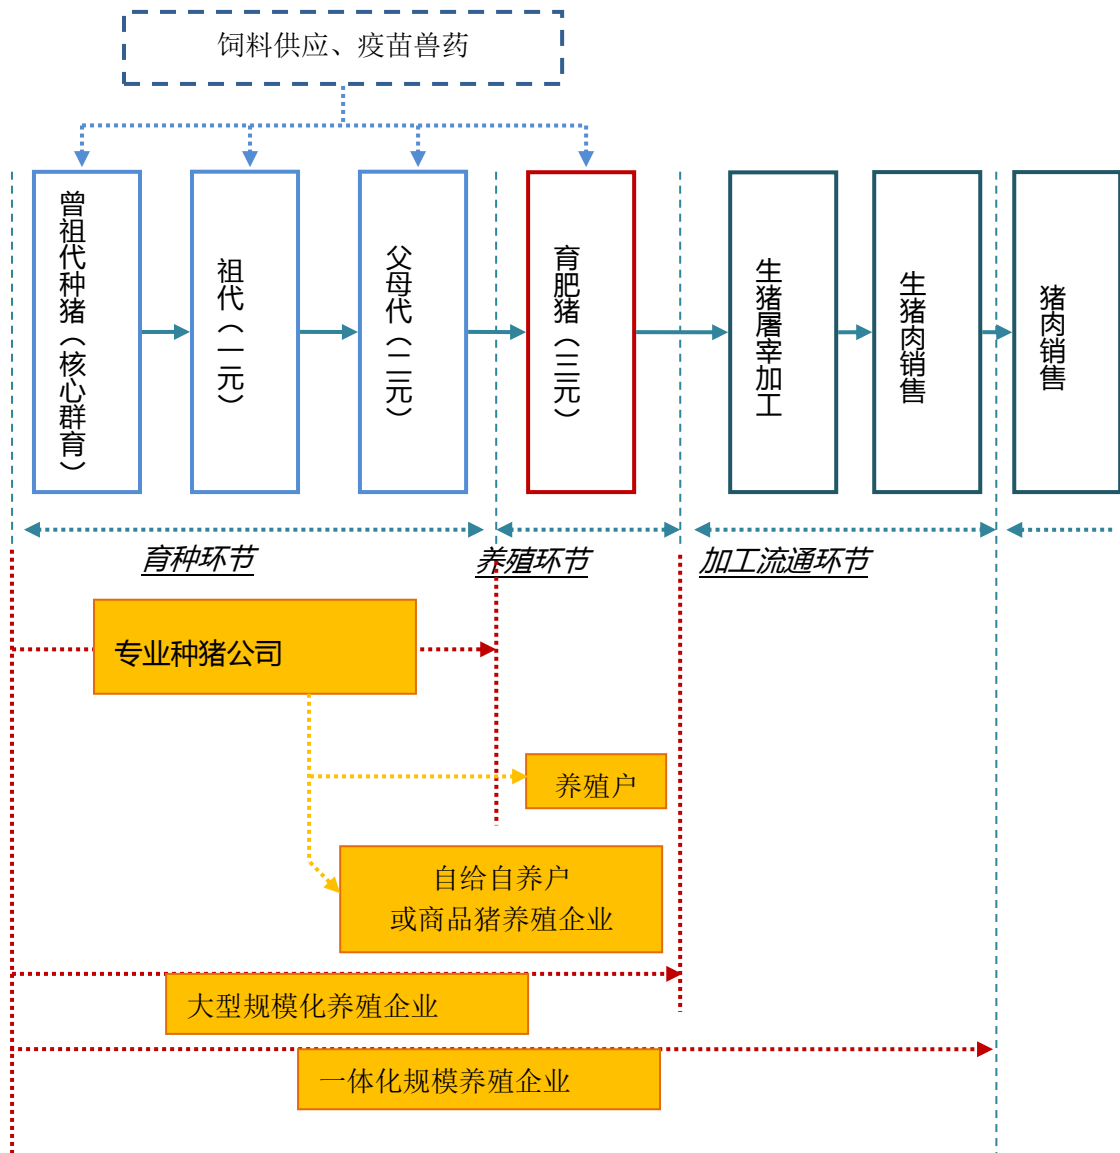 饲料供应、疫苗兽药
曾祖代种猪（核心群育）
祖代（一元）
父母代（二元）
育肥猪（三元）
生猪屠宰加工
生猪肉销售
猪肉销售
育种环节
养殖环节
加工流通环节
专业种猪公司
养殖户
自给自养户
或商品猪养殖企业
大型规模化养殖企业
一体化规模养殖企业